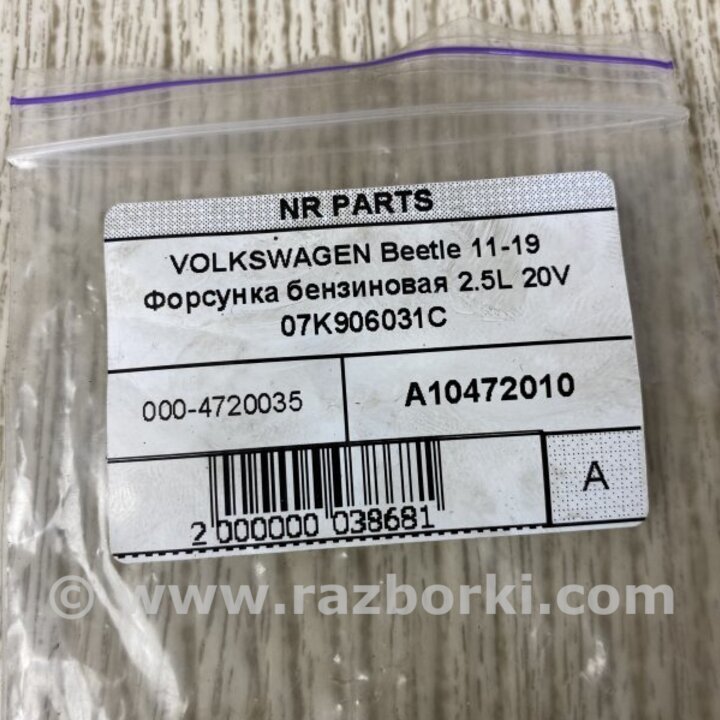 NR PARTS
VOLKSWAGEN Beetle 11-19
Форсунка бензиновая 2.5L 20V
07K906031C
000-4720035
A10472010
A
2 000000 038681
© www.razborki.com